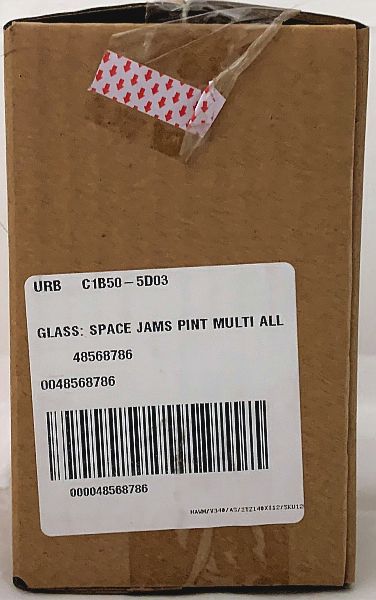 URB C1B50-5D03
GLASS: SPACE JAMS PINT MULTI ALL
48568786
0048568786
000048568786